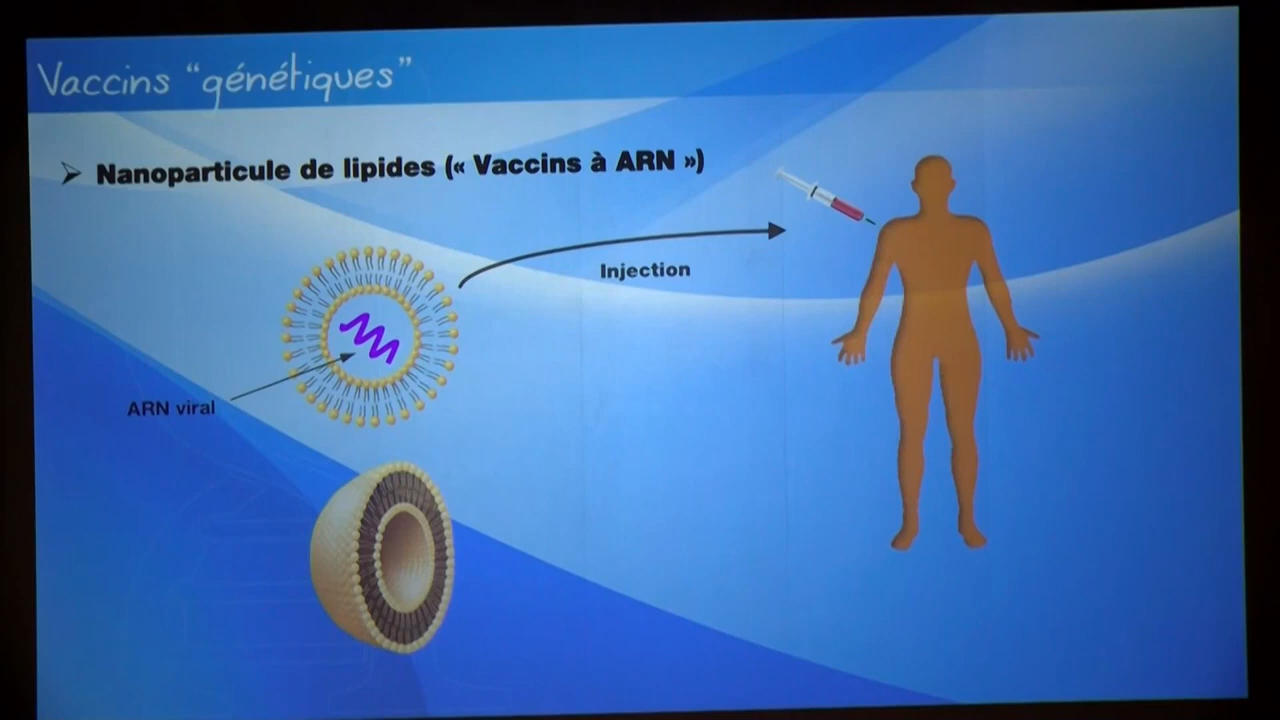 Vaccins “génétiques”
➢ Nanoparticule de lipides (« Vaccins à ARN »)
Injection
ARN viral